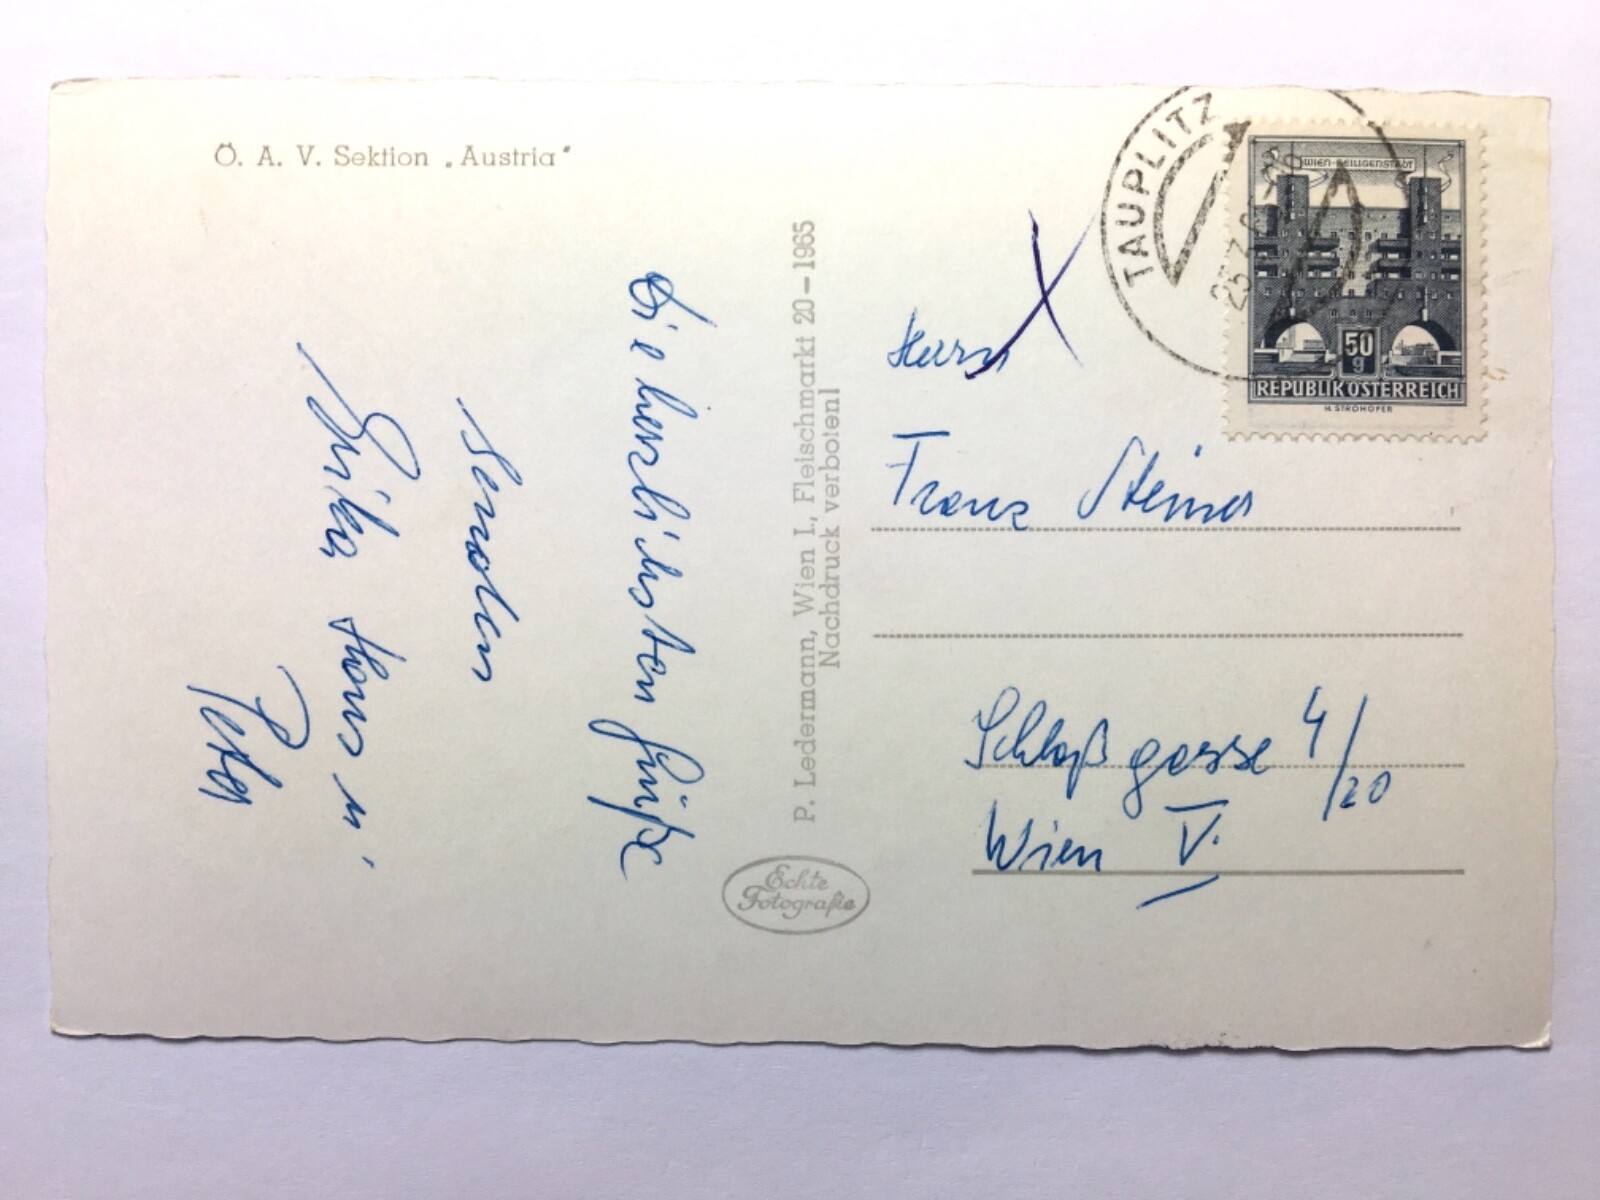 Ö. A. V. Sektion „Austria"
Die herzlichsten Grüße
senden
Erika, Hans u.
Peter
P. Ledermann, Wien I., Fleischmarkt 20 – 1965
Nachdruck verboten!
Echte
Fotografie
Herrn
Franz Steiner
Schloßgasse 4/20
Wien V.
TAUPLITZ
WIEN-HEILIGENSTADT
50
g
REPUBLIK ÖSTERREICH
H. STROHOFER